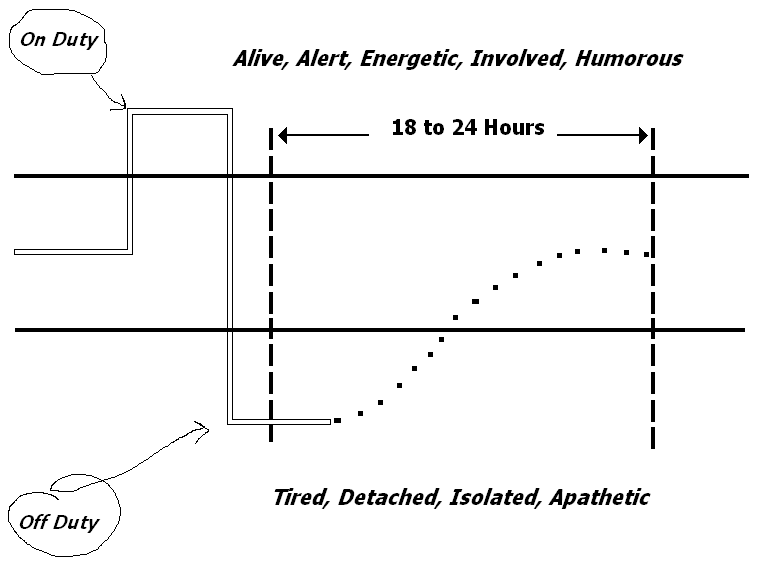 On Duty
Alive, Alert, Energetic, Involved, Humorous
18 to 24 Hours
Tired, Detached, Isolated, Apathetic
Off Duty